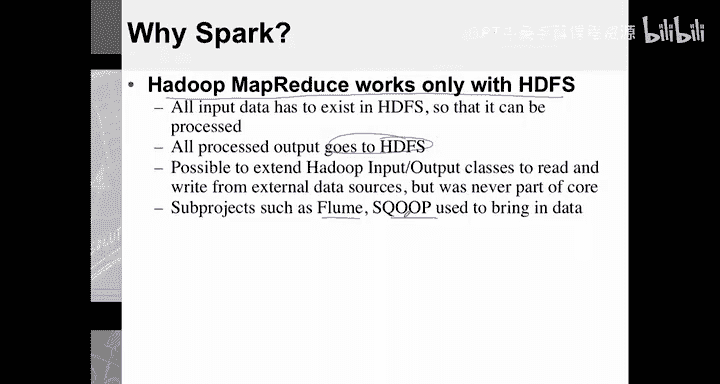 Why Spark?
bilibili
• Hadoop MapReduce works only with HDFS
– All input data has to exist in HDFS, so that it can be
processed
– All processed output goes to HDFS
– Possible to extend Hadoop Input/Output classes to read and
write from external data sources, but was never part of core
– Subprojects such as Flume, SQOOP used to bring in data